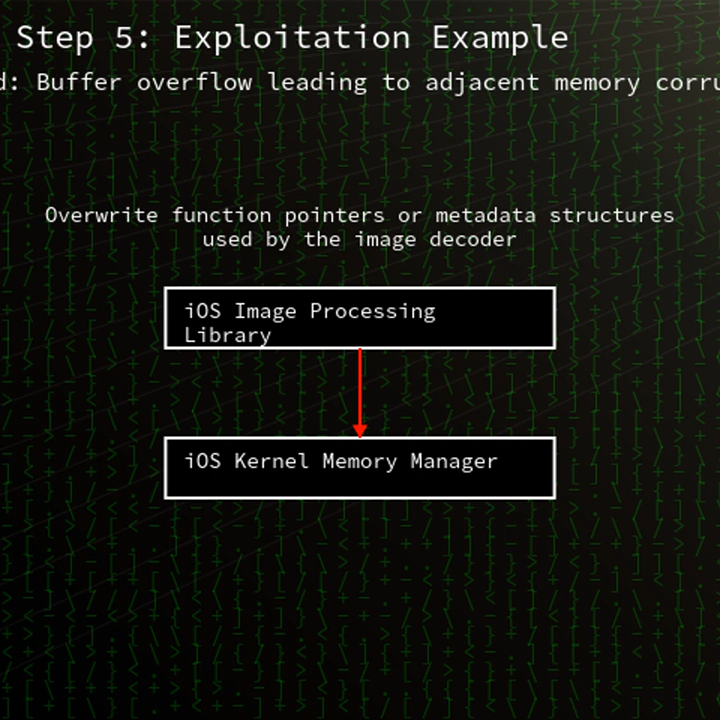 Step 5: Exploitation Example
d: Buffer overflow leading to adjacent memory corru
Overwrite function pointers or metadata structures
used by the image decoder
iOS Image Processing
Library
iOS Kernel Memory Manager